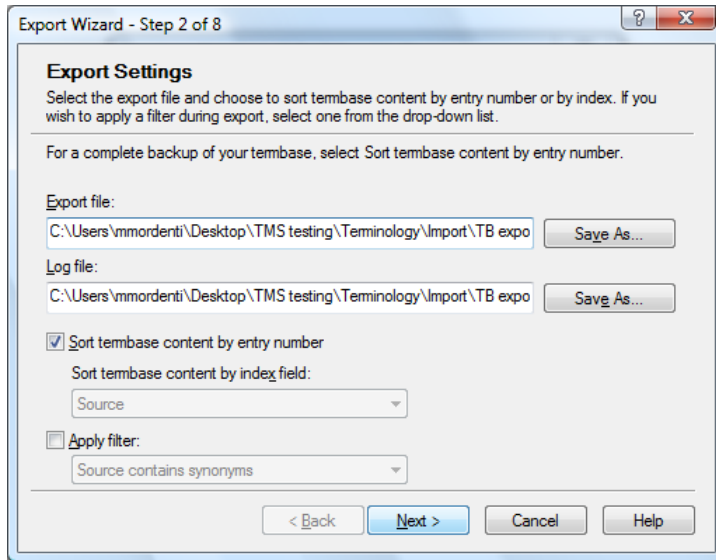 Export Wizard - Step 2 of 8
Export Settings
Select the export file and choose to sort termbase content by entry number or by index. If you
wish to apply a filter during export, select one from the drop-down list.
For a complete backup of your termbase, select Sort termbase content by entry number.
Export file:
C:\Users\mmordenti\Desktop\TMS testing\Terminology\Import\TB expo Save As...
Log file:
C:\Users\mmordenti\Desktop\TMS testing\Terminology\Import\TB expo Save As...
Sort termbase content by entry number
Sort termbase content by index field:
Source
Apply filter:
Source contains synonyms
< Back Next > Cancel Help